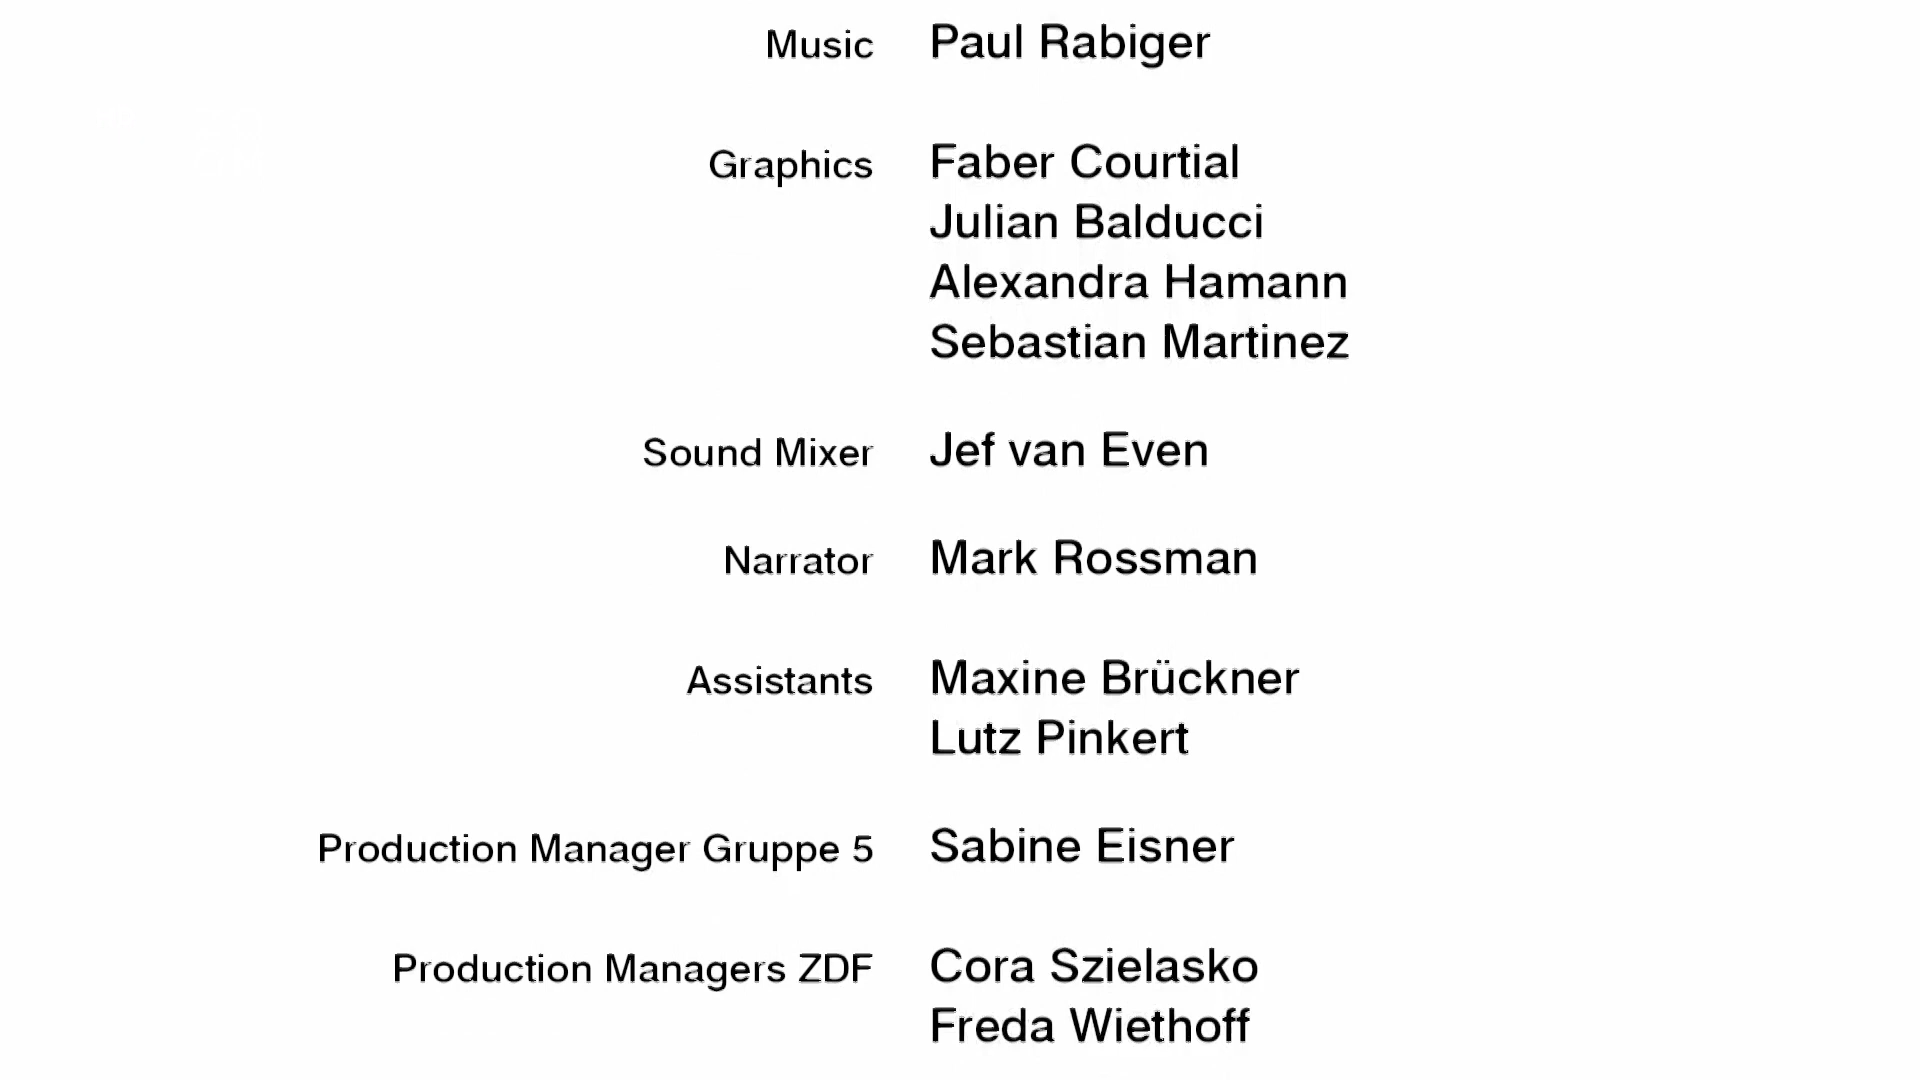 Music Paul Rabiger
Graphics Faber Courtial
Julian Balducci
Alexandra Hamann
Sebastian Martinez
Sound Mixer Jef van Even
Narrator Mark Rossman
Assistants Maxine Brückner
Lutz Pinkert
Production Manager Gruppe 5 Sabine Eisner
Production Managers ZDF Cora Szielasko
Freda Wiethoff